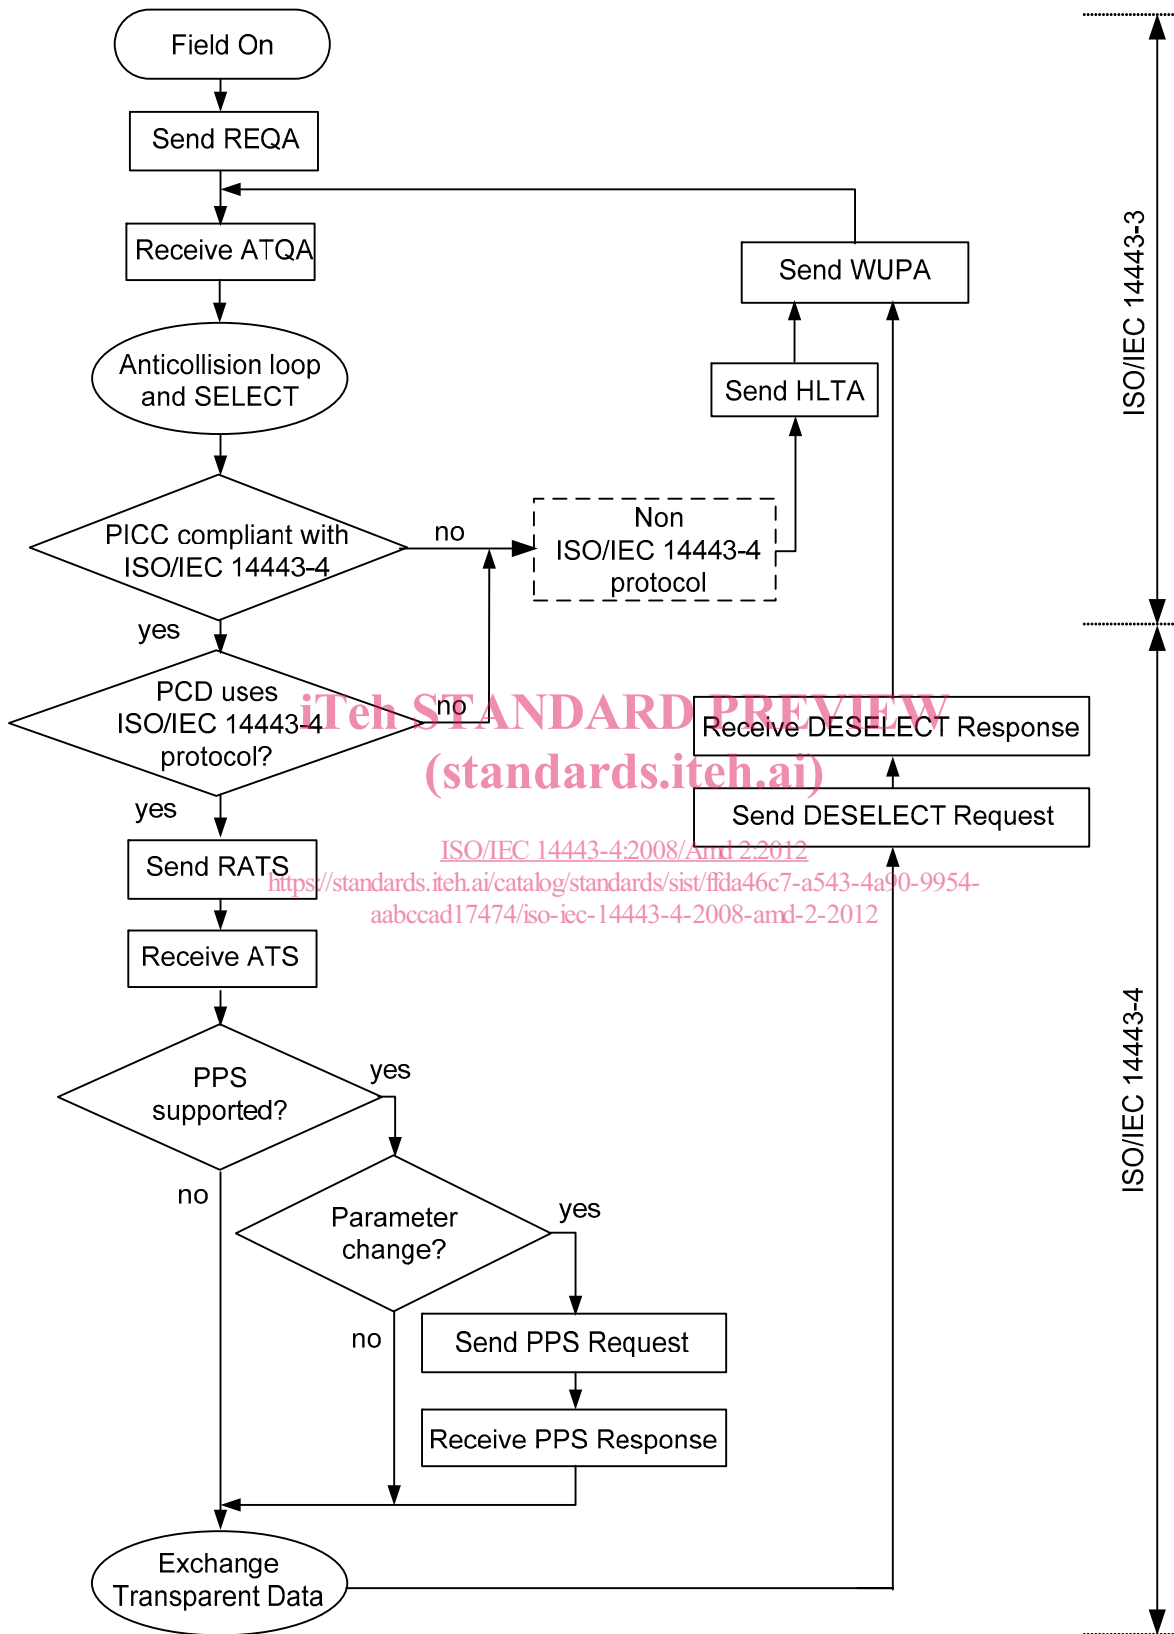 Field On
Send REQA
Receive ATQA
Anticollision loop
and SELECT
PICC compliant with
ISO/IEC 14443-4
no
yes
Non
ISO/IEC 14443-4
protocol
Send HLTA
Send WUPA
PCD uses
ISO/IEC 14443-4
protocol?
no
yes
Send RATS
Receive ATS
PPS
supported?
yes
no
Parameter
change?
yes
no
Send PPS Request
Receive PPS Response
Exchange
Transparent Data
Send DESELECT Request
Receive DESELECT Response
ISO/IEC 14443-3
ISO/IEC 14443-4
iTeh STANDARD PREVIEW
(standards.iteh.ai)
ISO/IEC 14443-4:2008/Amd 2:2012
https://standards.iteh.ai/catalog/standards/sist/ffda46c7-a543-4a90-9954-
aabccad17474/iso-iec-14443-4-2008-amd-2-2012